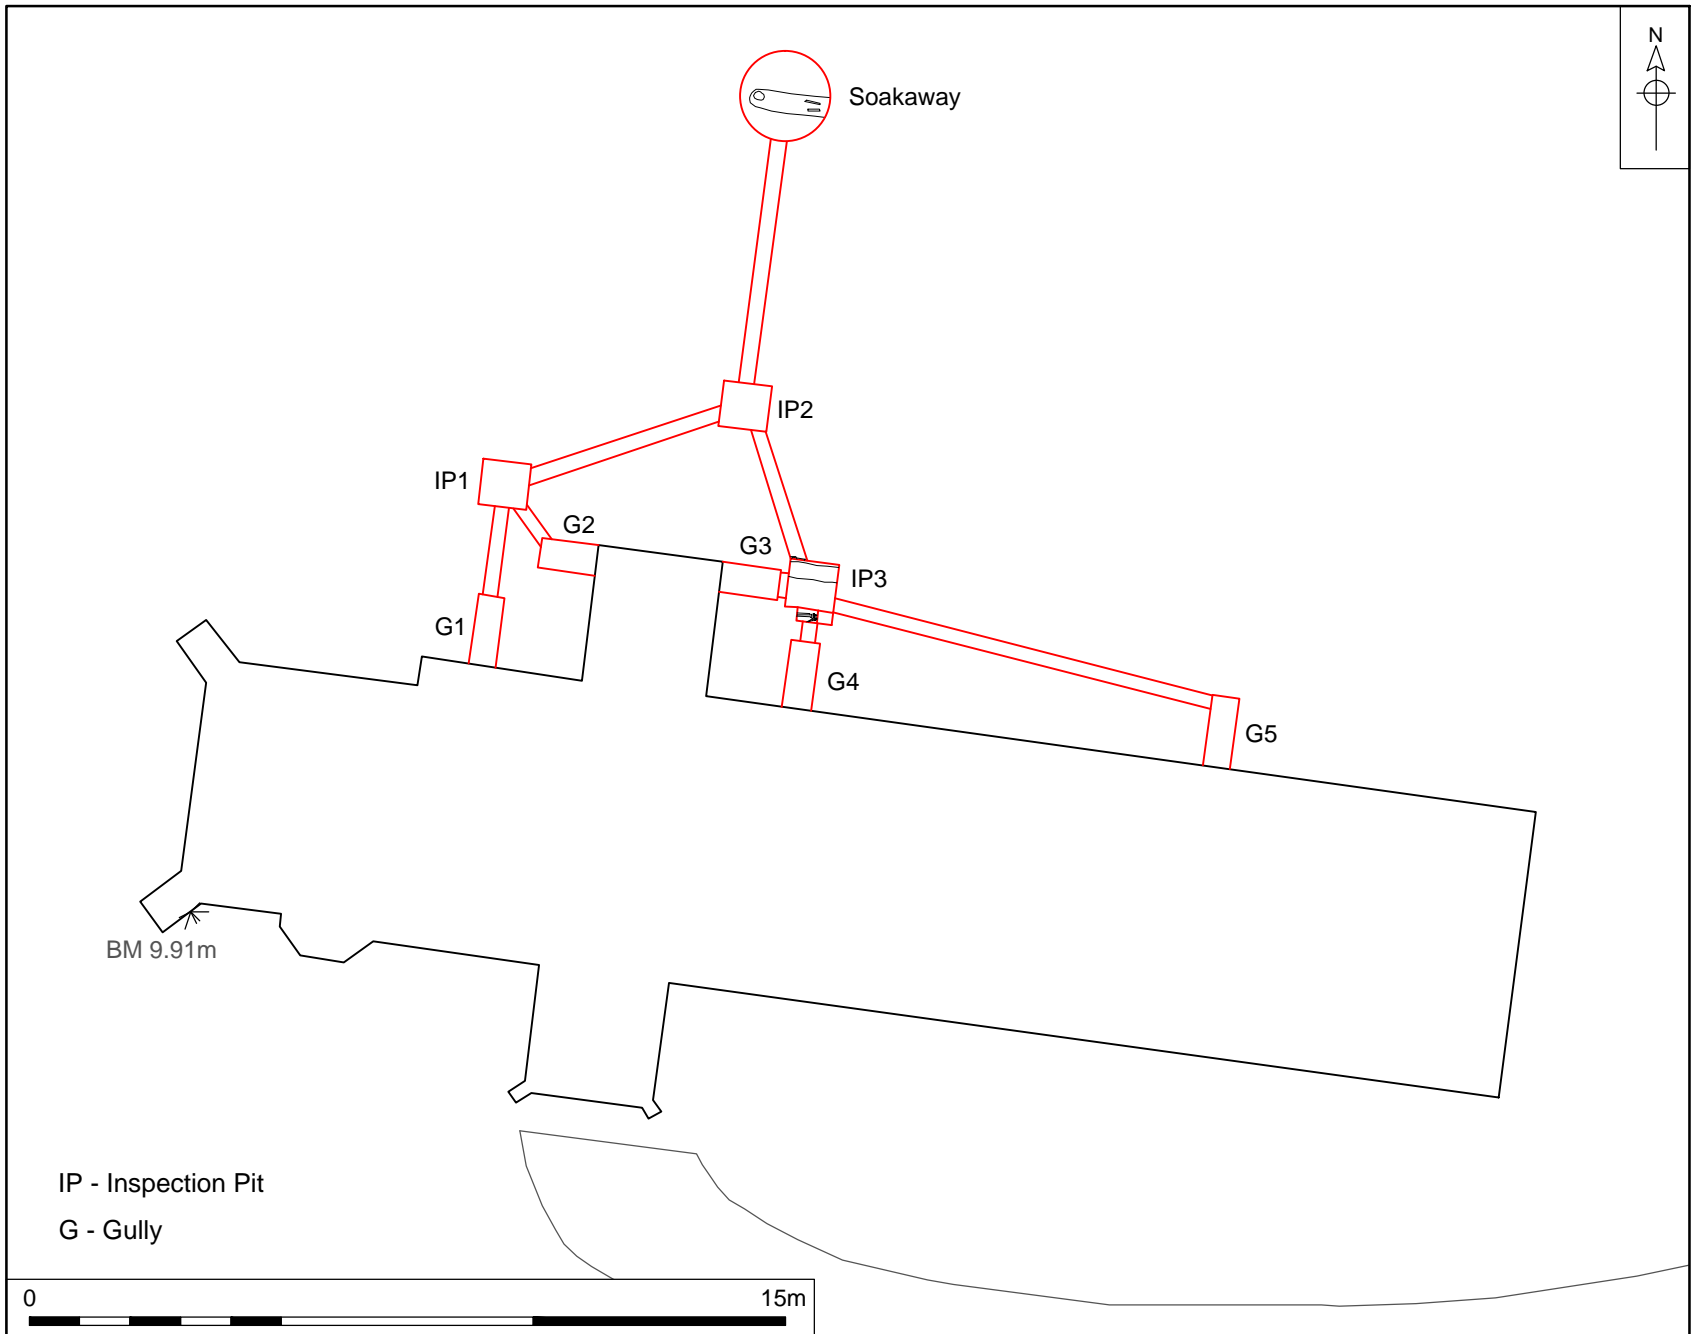 N
Soakaway
IP2
IP1
G2
G3
IP3
G1
G4
G5
BM 9.91m
IP - Inspection Pit
G - Gully
0 15m